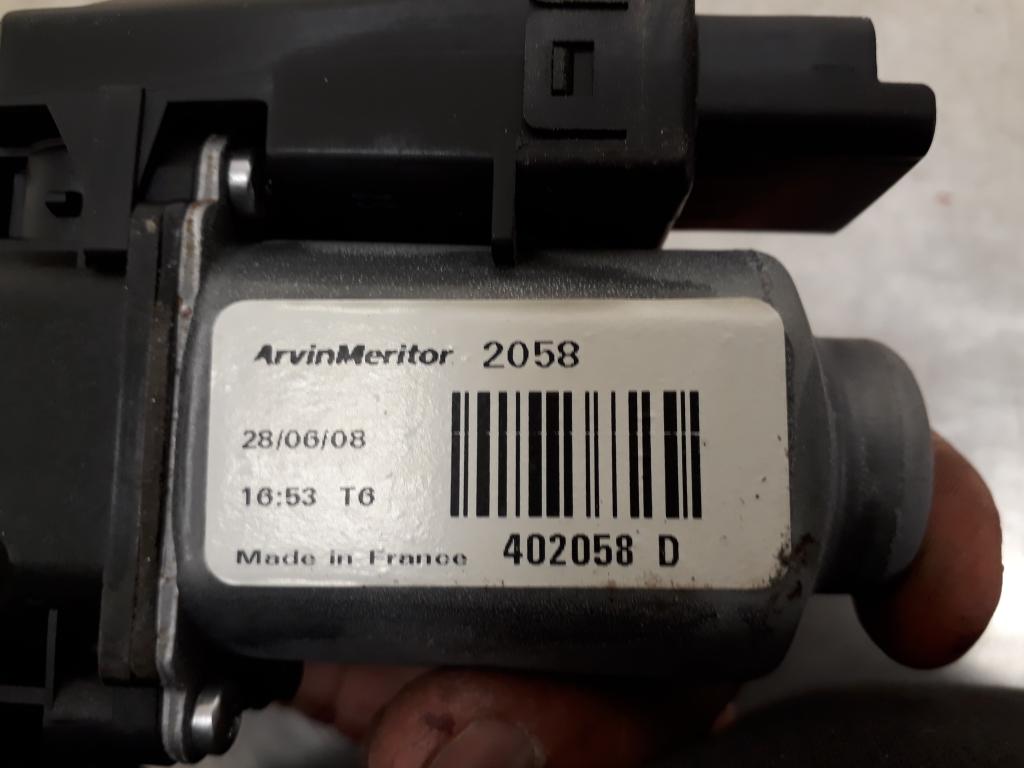 ArvinMeritor 2058
28/06/08
16:53 T6
Made in France 402058 D